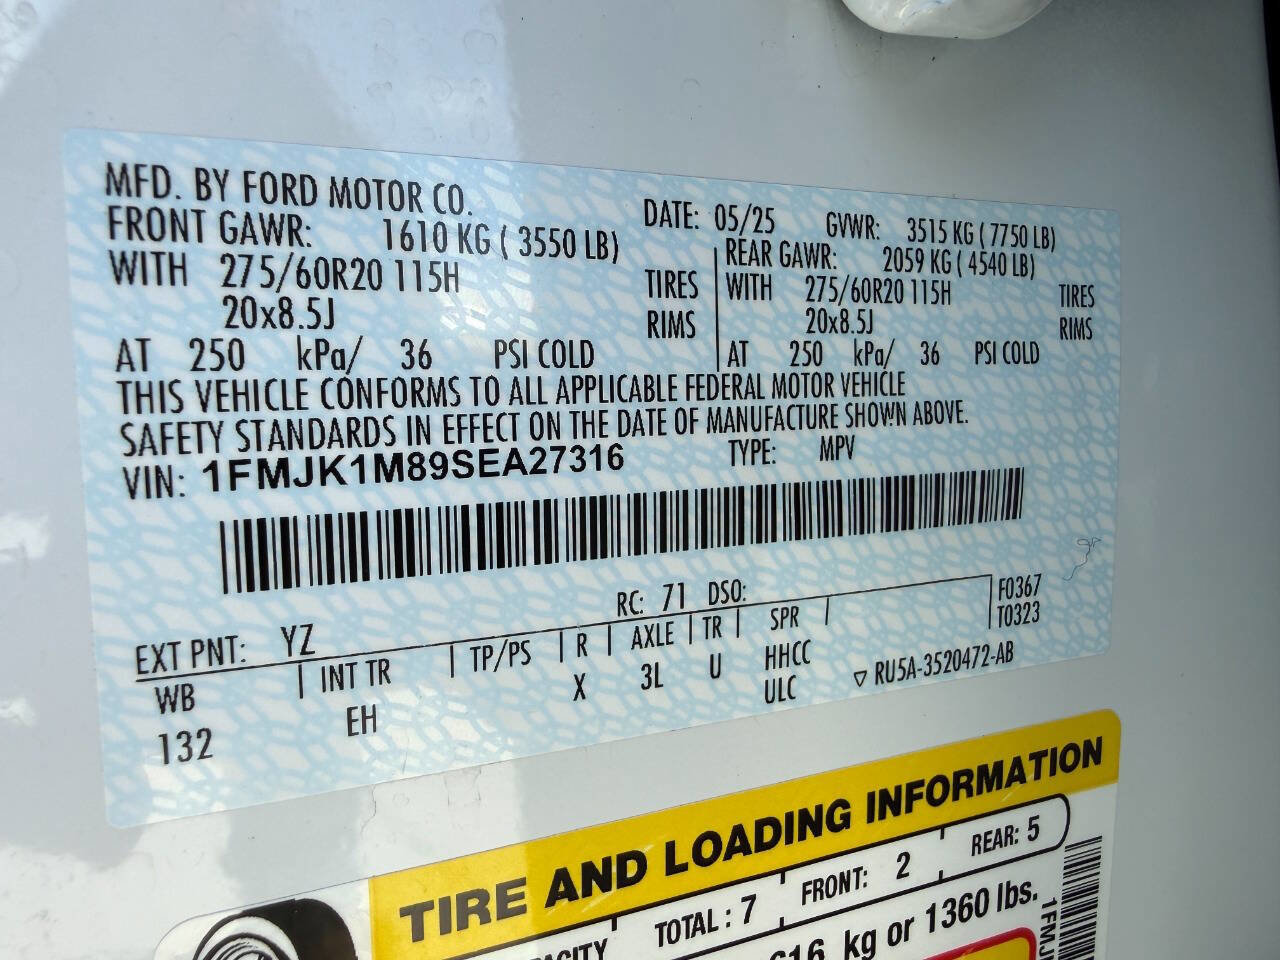 MFD. BY FORD MOTOR CO.
DATE: 05/25 GVWR: 3515 KG ( 7750 LB)
FRONT GAWR: 1610 KG ( 3550 LB)
REAR GAWR: 2059 KG ( 4540 LB)
WITH 275/60R20 115H TIRES
WITH 275/60R20 115H TIRES
20x8.5J RIMS
20x8.5J RIMS
AT 250 kPa/ 36 PSI COLD
AT 250 kPa/ 36 PSI COLD
THIS VEHICLE CONFORMS TO ALL APPLICABLE FEDERAL MOTOR VEHICLE
SAFETY STANDARDS IN EFFECT ON THE DATE OF MANUFACTURE SHOWN ABOVE.
VIN: 1FMJK1M89SEA27316 TYPE: MPV
RC: 71 DSO:
F0367
T0323
EXT PNT: YZ
WB INT TR TP/PS R AXLE TR SPR
132 EH X 3L U HHCC
ULC
RU5A-3520472-AB
TIRE AND LOADING INFORMATION
TOTAL : 7 FRONT: 2 REAR: 5
kg or 1360 lbs.